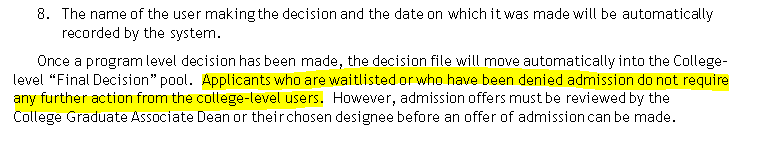 8. The name of the user making the decision and the date on which it was made will be automatically
recorded by the system.
Once a program level decision has been made, the decision file will move automatically into the College-
level “Final Decision” pool. Applicants who are waitlisted or who have been denied admission do not require
any further action from the college-level users. However, admission offers must be reviewed by the
College Graduate Associate Dean or their chosen designee before an offer of admission can be made.